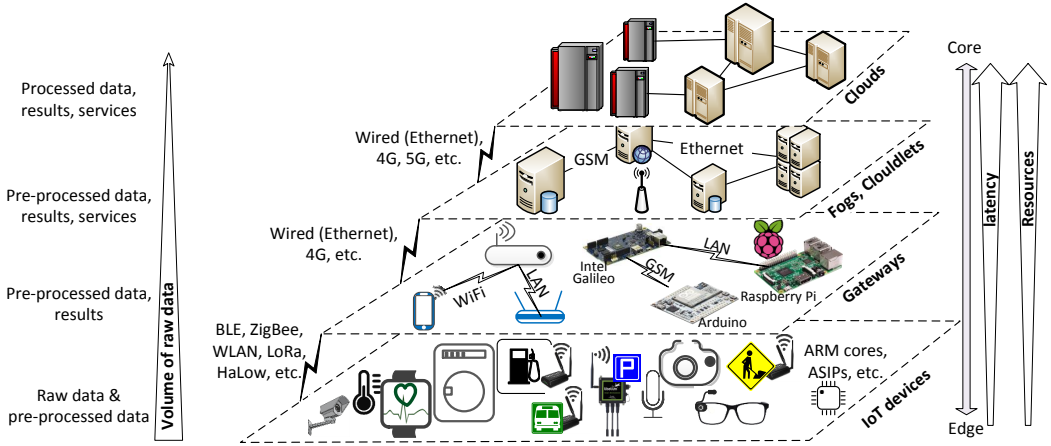 Core
Processed data,
results, services
Clouds
Wired (Ethernet),
4G, 5G, etc.
GSM
Ethernet
Pre-processed data,
results, services
Fogs, Clouldlets
latency
Resources
Wired (Ethernet)
4G, etc.
LAN
Intel
Galileo
GSM
WiFi
LAN
Raspberry Pi
Pre-processed data,
results
Arduino
Gateways
Volume of raw data
BLE, ZigBee,
WLAN, LoRa,
HaLow, etc.
P
ARM cores,
ASIPs, etc.
Raw data &
pre-processed data
IoT devices
Edge